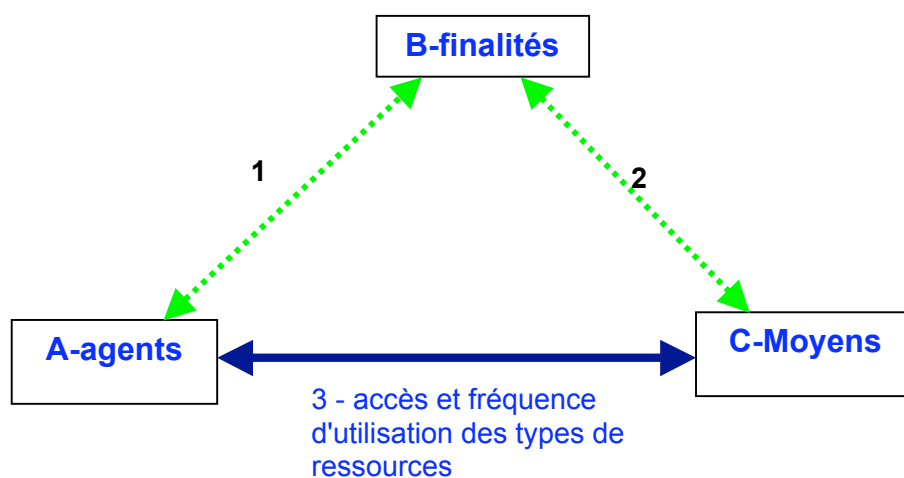 B-finalités
1
2
A-agents
C-Moyens
3 - accès et fréquence
d'utilisation des types de
ressources